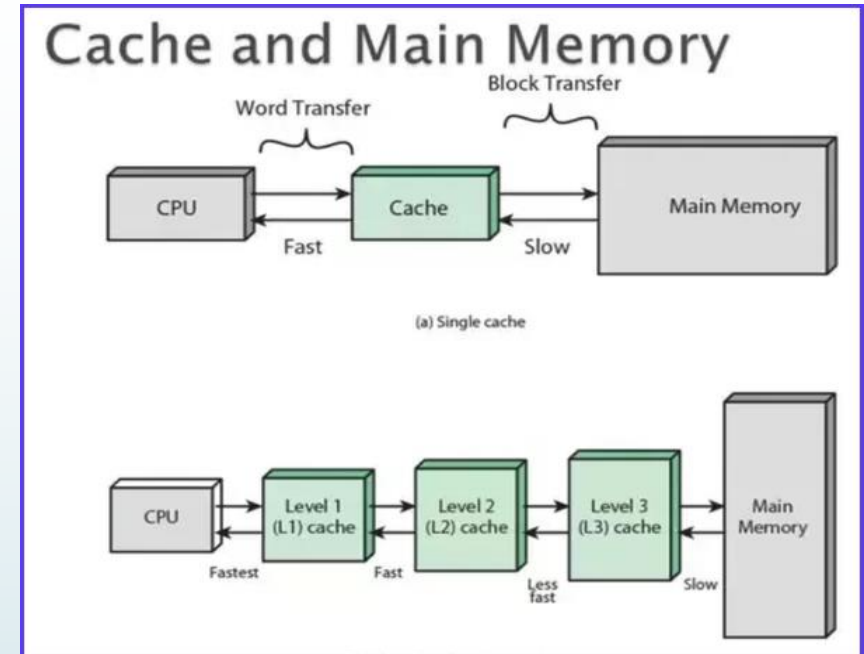 Cache and Main Memory
Block Transfer
Word Transfer
CPU
Cache
Main Memory
Fast
Slow
(a) Single cache
CPU
Level 1
(L1) cache
Level 2
(L2) cache
Level 3
(L3) cache
Main
Memory
Fastest
Fast
Less
fast
Slow